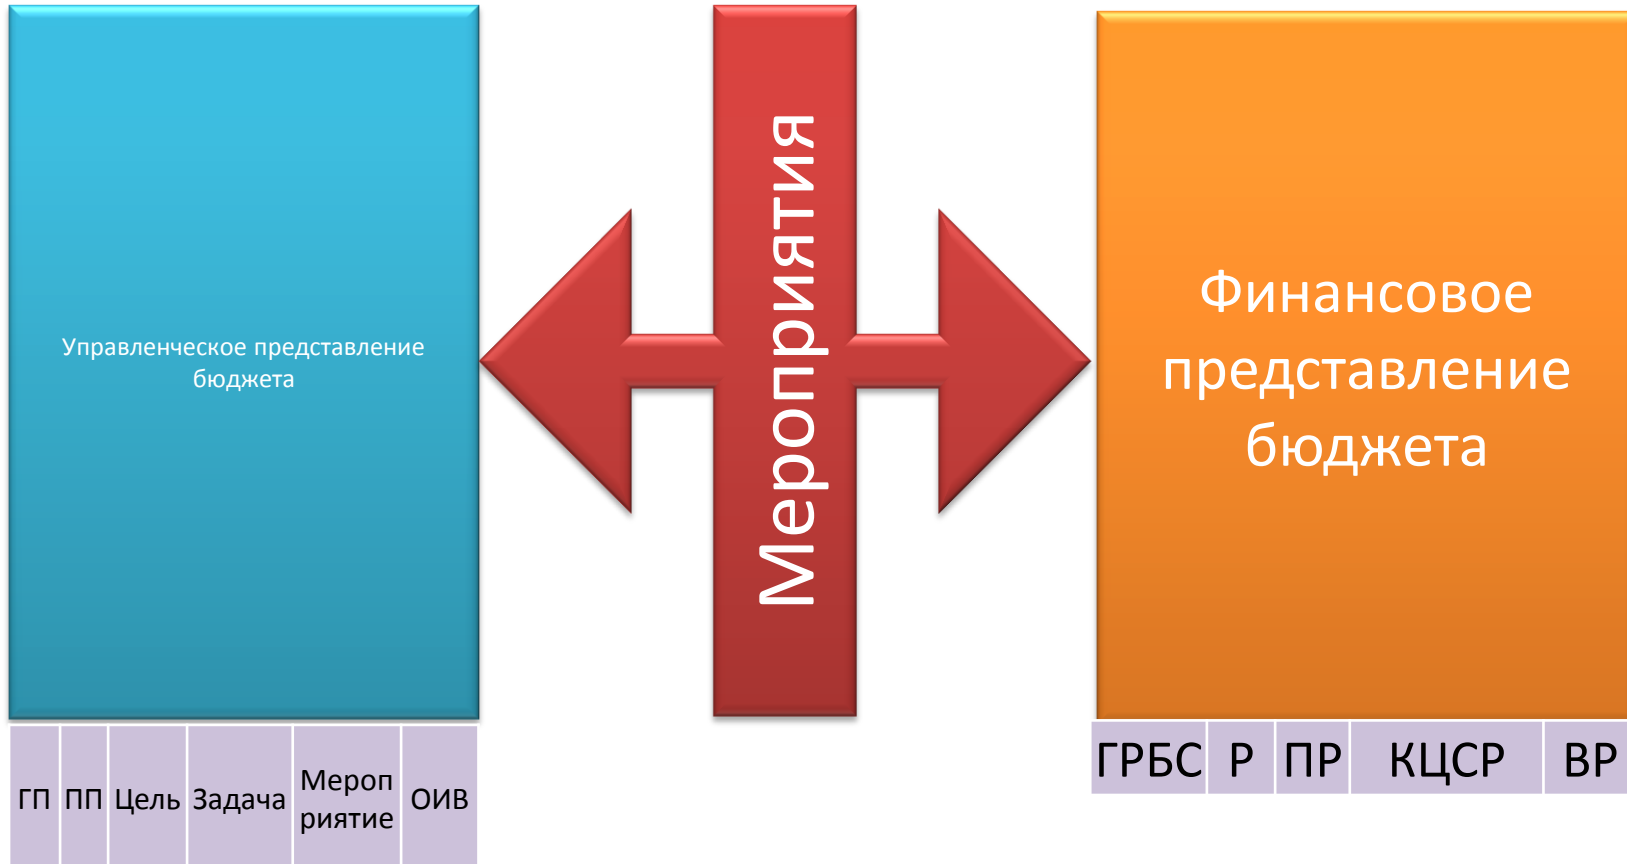 Управленческое представление
бюджета
Мероприятия
Финансовое
представление
бюджета
ГП ПП Цель Задача Мероп
риятие ОИВ
ГРБС Р ПР КЦСР ВР